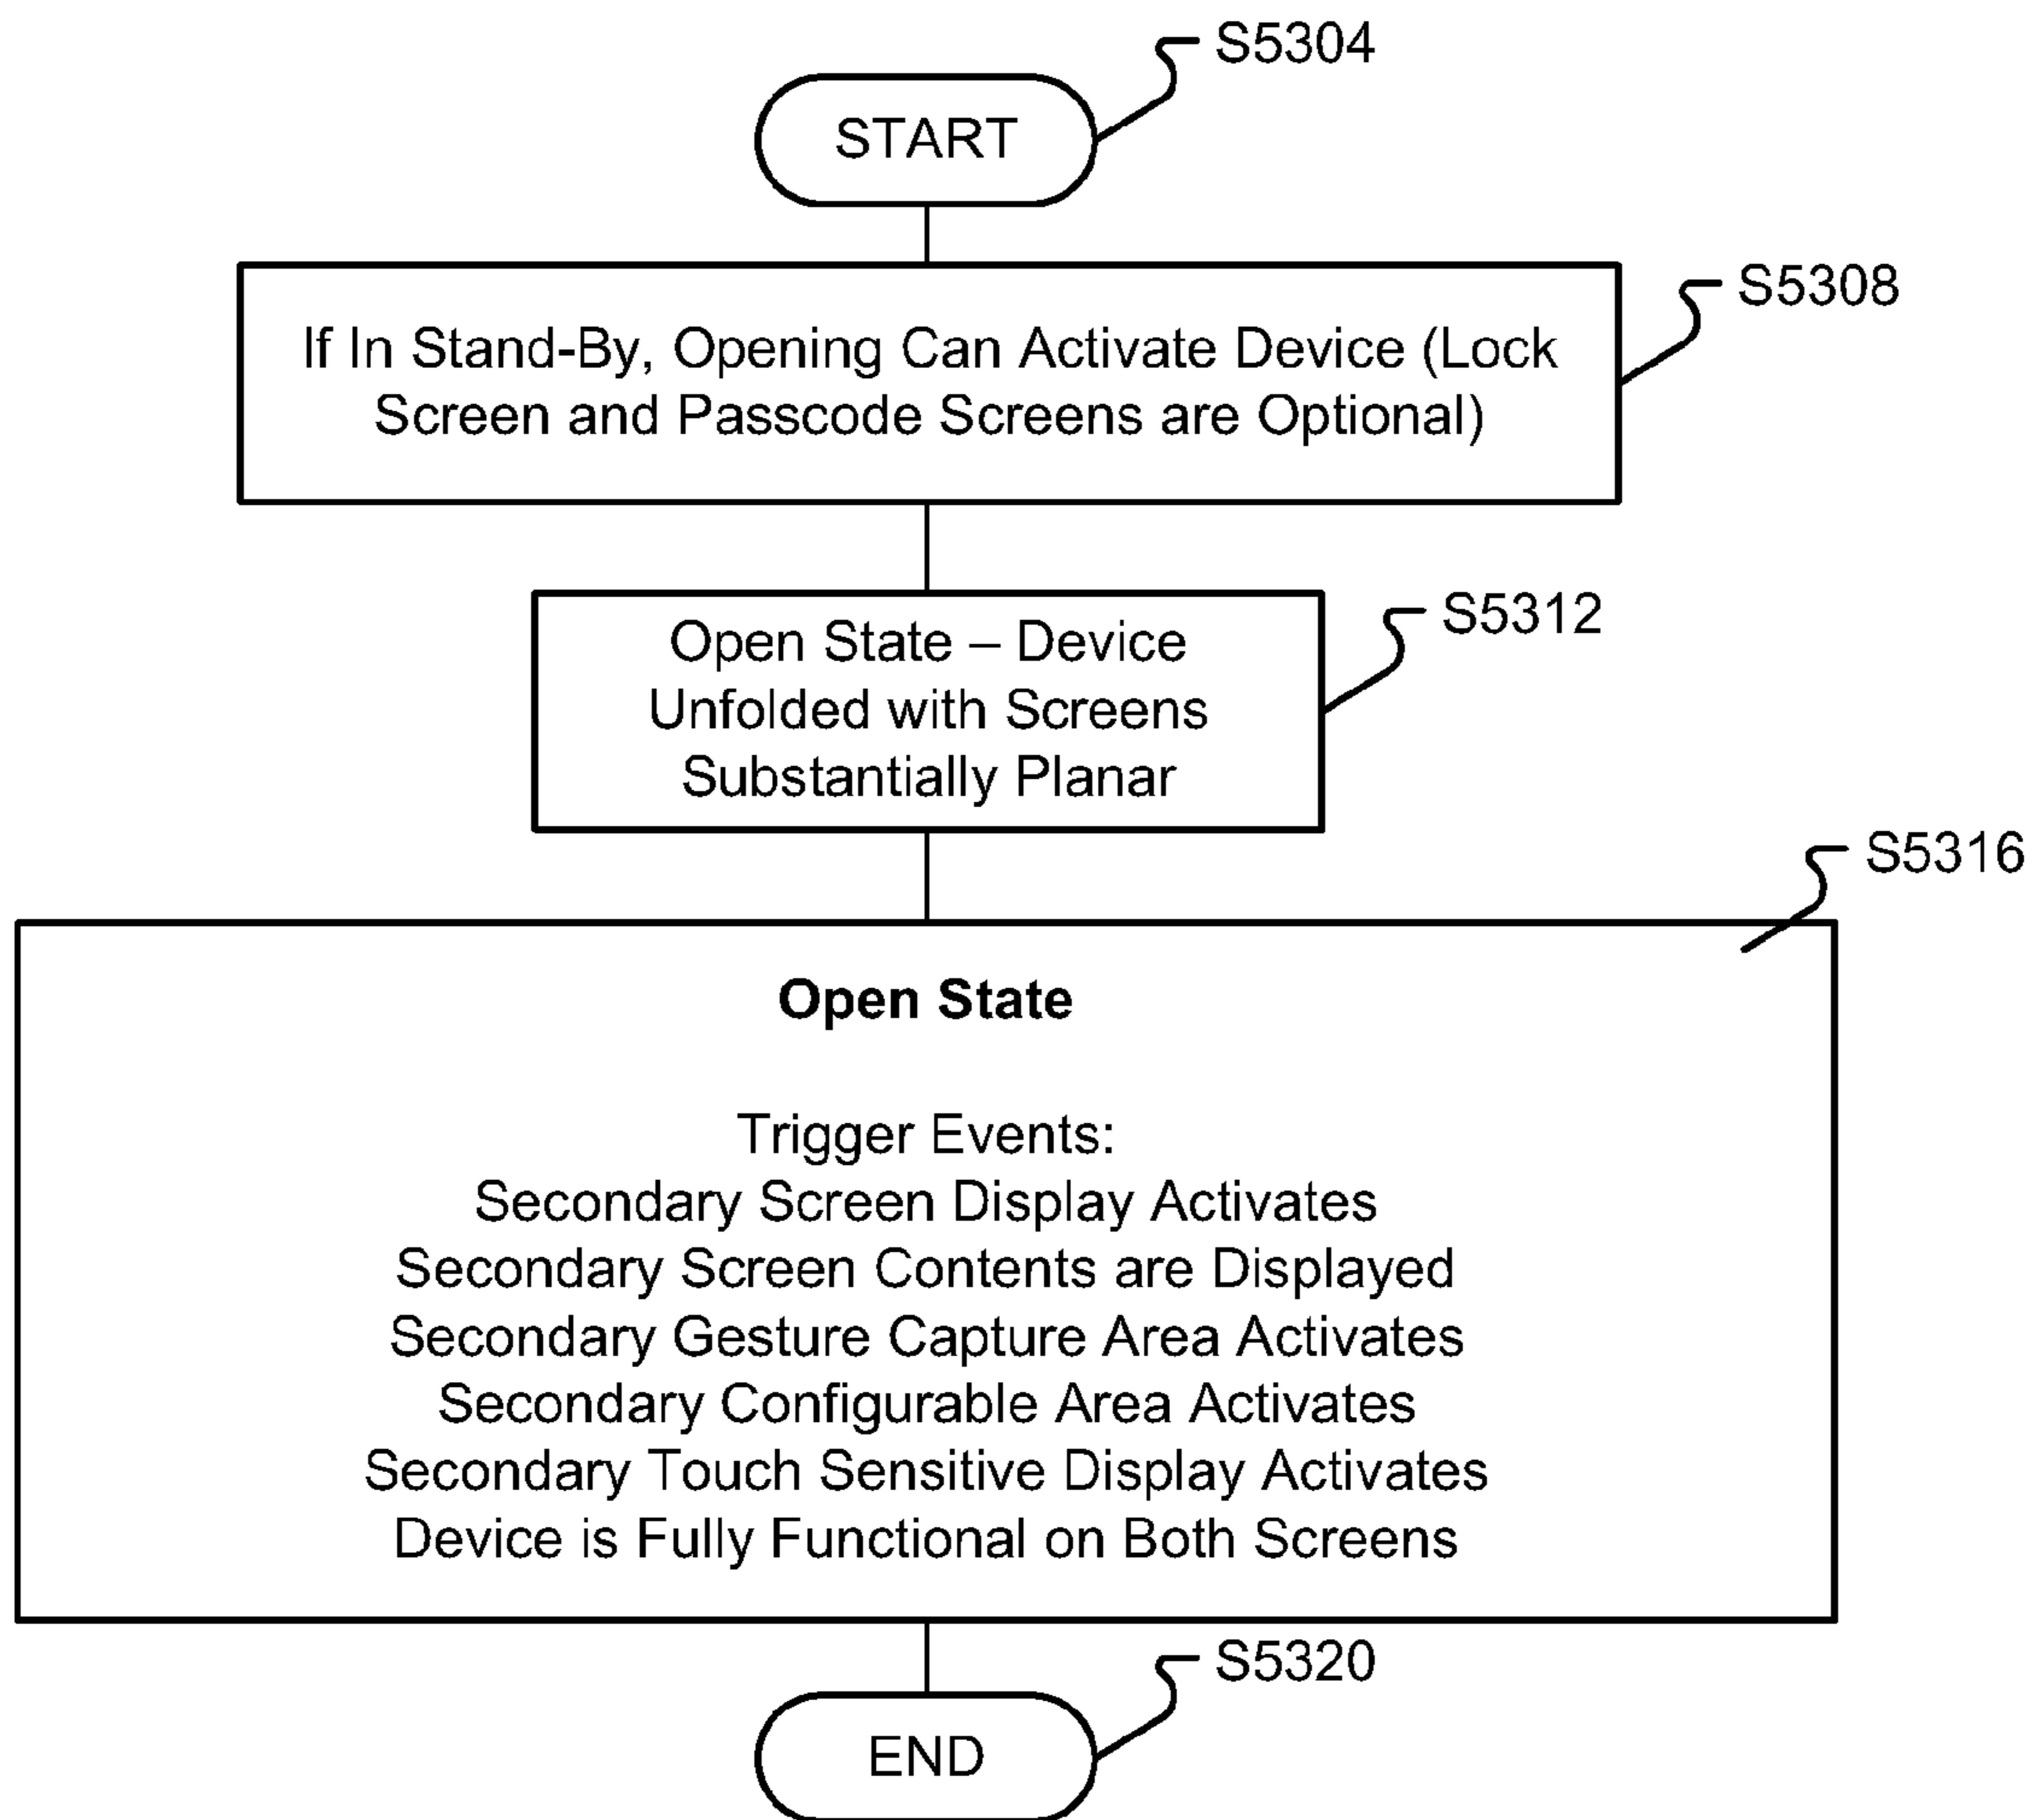 S5304
START
S5308
If In Stand-By, Opening Can Activate Device (Lock
Screen and Passcode Screens are Optional)
S5312
Open State – Device
Unfolded with Screens
Substantially Planar
S5316
Open State
Trigger Events:
Secondary Screen Display Activates
Secondary Screen Contents are Displayed
Secondary Gesture Capture Area Activates
Secondary Configurable Area Activates
Secondary Touch Sensitive Display Activates
Device is Fully Functional on Both Screens
S5320
END